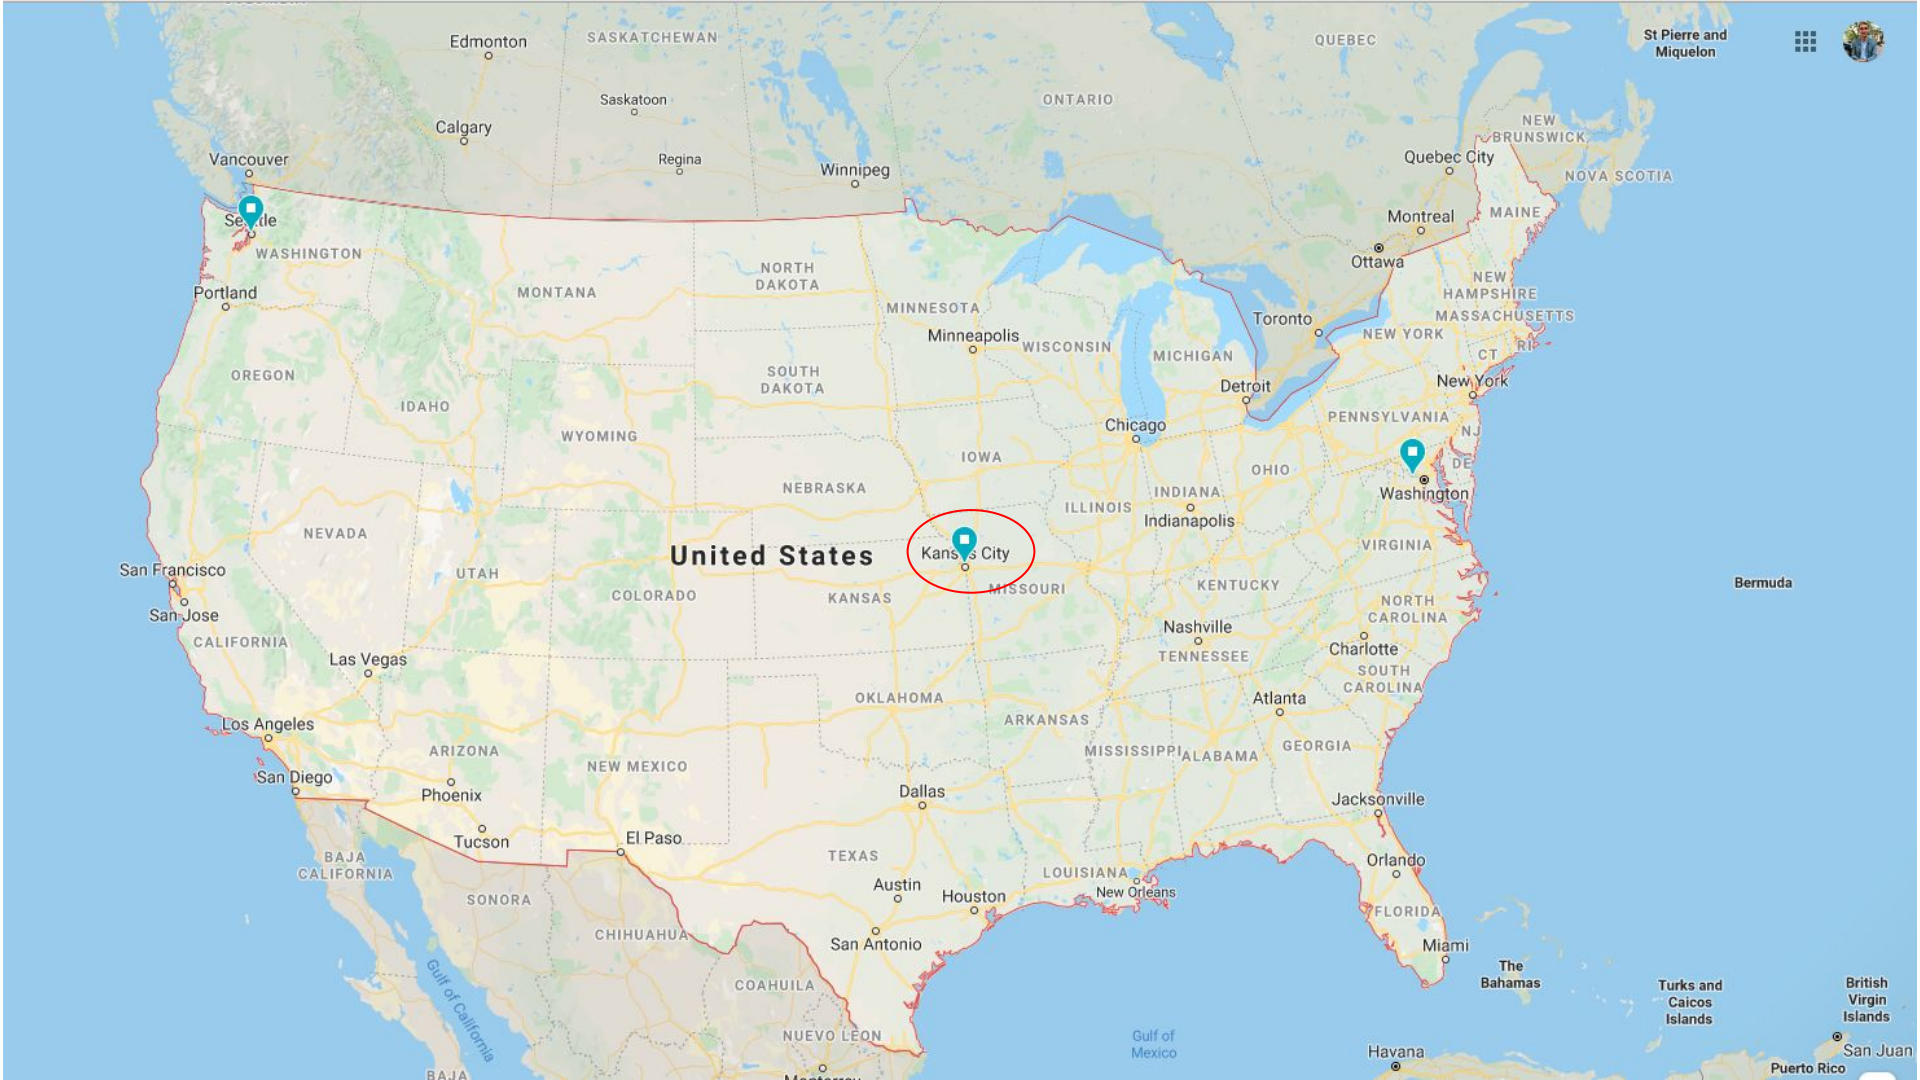 Edmonton
SASKATCHEWAN
QUEBEC
St Pierre and
Miquelon
Saskatoon
ONTARIO
Calgary
NEW
BRUNSWICK
Vancouver
Regina
Winnipeg
Quebec City
NOVA SCOTIA
Montreal
MAINE
WASHINGTON
Ottawa
NORTH
DAKOTA
MONTANA
Portland
NEW
HAMPSHIRE
MINNESOTA
MASSACHUSETTS
Toronto
Minneapolis
WISCONSIN
NEW YORK
MICHIGAN
CT
RI
OREGON
SOUTH
DAKOTA
Detroit
New York
IDAHO
PENNSYLVANIA
WYOMING
Chicago
NJ
IOWA
OHIO
DE
NEBRASKA
INDIANA
Washington
ILLINOIS
Indianapolis
NEVADA
VIRGINIA
United States
Kansas City
San Francisco
UTAH
COLORADO
KANSAS
MISSOURI
KENTUCKY
Bermuda
San Jose
NORTH
CAROLINA
CALIFORNIA
Nashville
Las Vegas
TENNESSEE
Charlotte
SOUTH
CAROLINA
OKLAHOMA
Atlanta
Los Angeles
ARKANSAS
ARIZONA
MISSISSIPPI
ALABAMA
GEORGIA
NEW MEXICO
San Diego
Phoenix
Dallas
Jacksonville
Tucson
El Paso
BAJA
CALIFORNIA
TEXAS
Orlando
LOUISIANA
SONORA
Austin
Houston
New Orleans
FLORIDA
CHIHUAHUA
San Antonio
Miami
The
Bahamas
Gulf of California
COAHUILA
Turks and
Caicos
Islands
British
Virgin
Islands
NUEVO LEON
Gulf of
Mexico
Havana
San Juan
Puerto Rico
BAJA